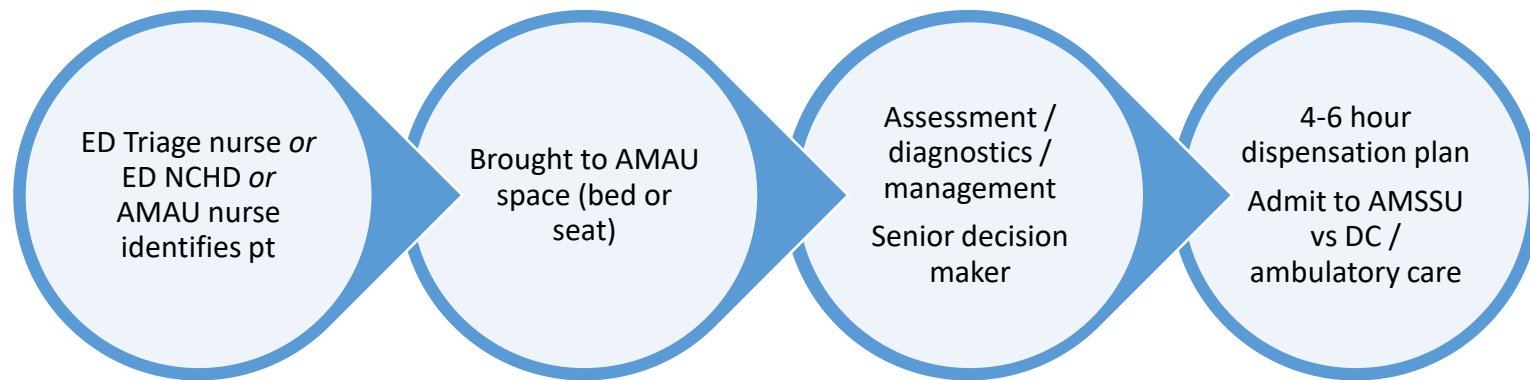 ED Triage nurse or
ED NCHD or
AMAU nurse
identifies pt
Brought to AMAU
space (bed or
seat)
Assessment /
diagnostics /
management
Senior decision
maker
4-6 hour
dispensation plan
Admit to AMSSU
vs DC /
ambulatory care